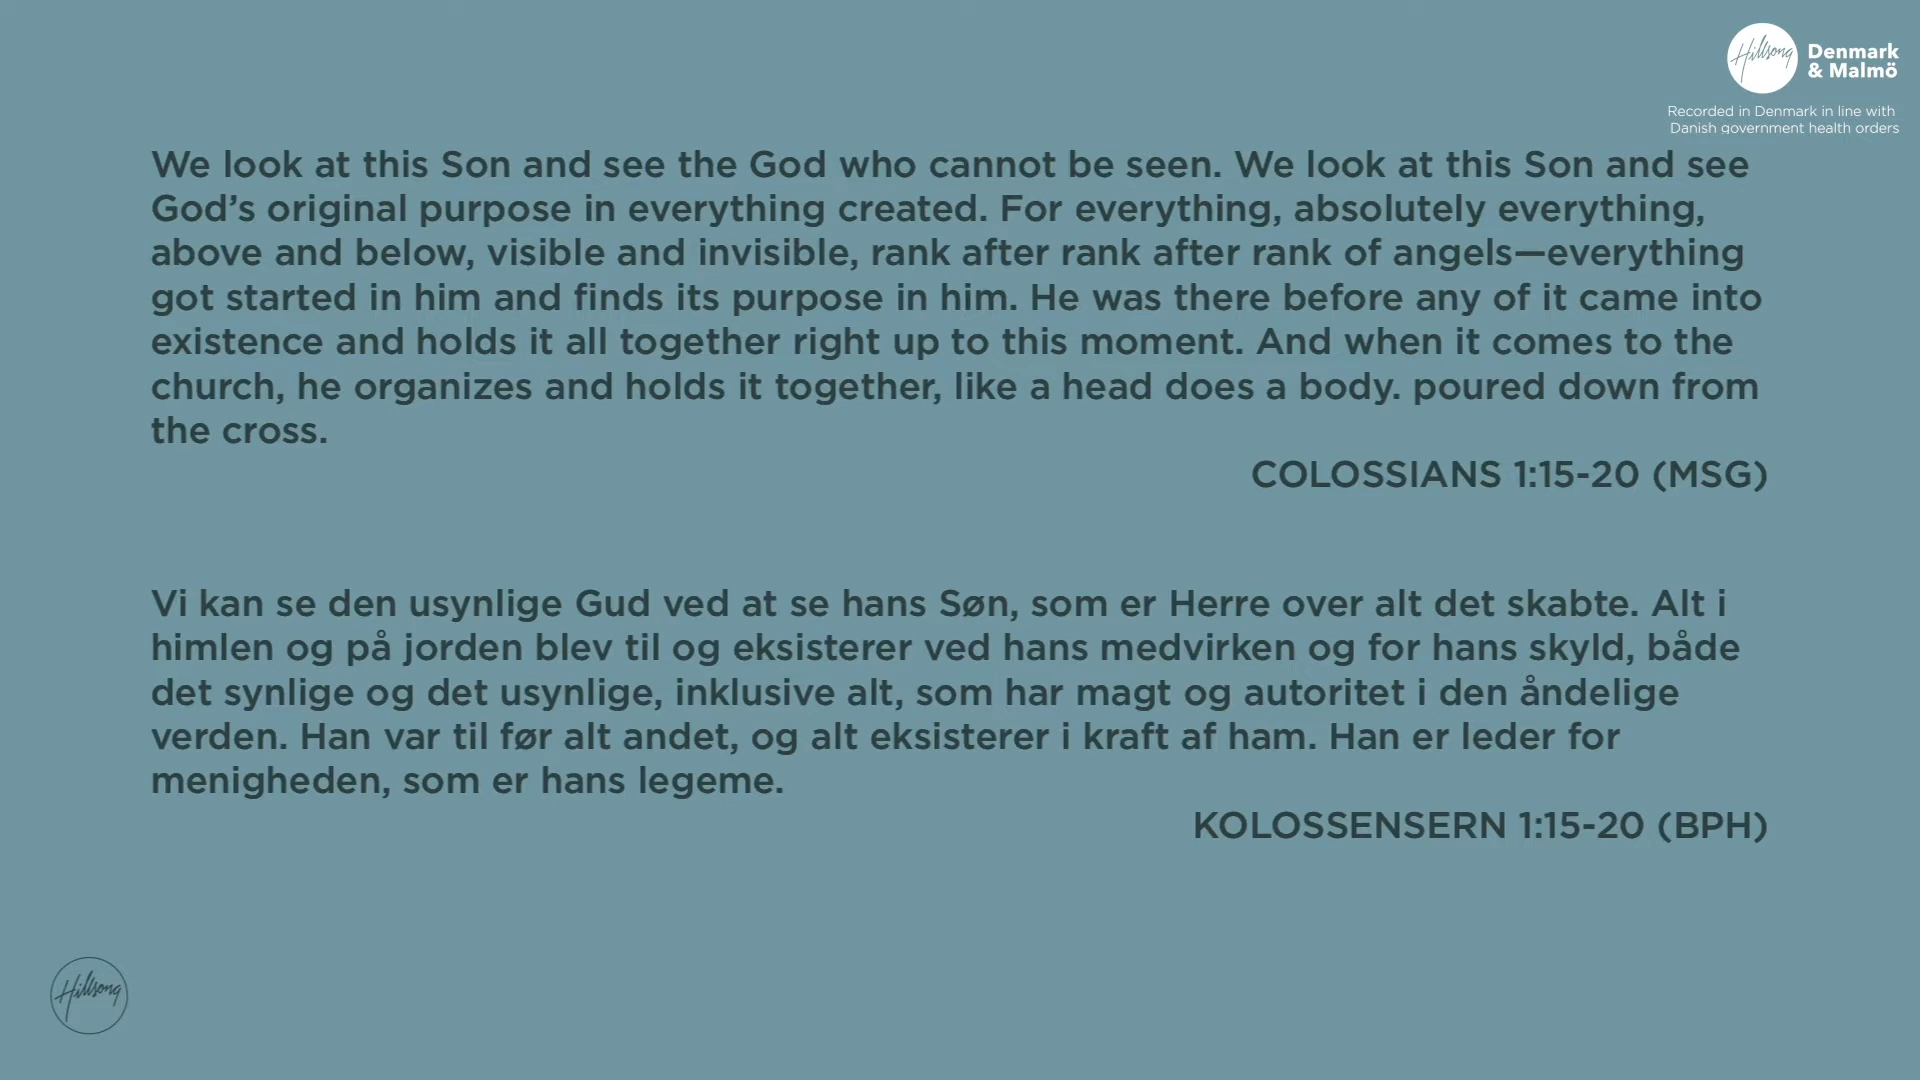 Hillsong
Denmark
& Malmö
Recorded in Denmark in line with
Danish government health orders
We look at this Son and see the God who cannot be seen. We look at this Son and see
God’s original purpose in everything created. For everything, absolutely everything,
above and below, visible and invisible, rank after rank after rank of angels—everything
got started in him and finds its purpose in him. He was there before any of it came into
existence and holds it all together right up to this moment. And when it comes to the
church, he organizes and holds it together, like a head does a body. poured down from
the cross.
COLOSSIANS 1:15-20 (MSG)
Vi kan se den usynlige Gud ved at se hans Søn, som er Herre over alt det skabte. Alt i
himlen og på jorden blev til og eksisterer ved hans medvirken og for hans skyld, både
det synlige og det usynlige, inklusive alt, som har magt og autoritet i den åndelige
verden. Han var til før alt andet, og alt eksisterer i kraft af ham. Han er leder for
menigheden, som er hans legeme.
KOLOSSENSERN 1:15-20 (BPH)
Hillsong